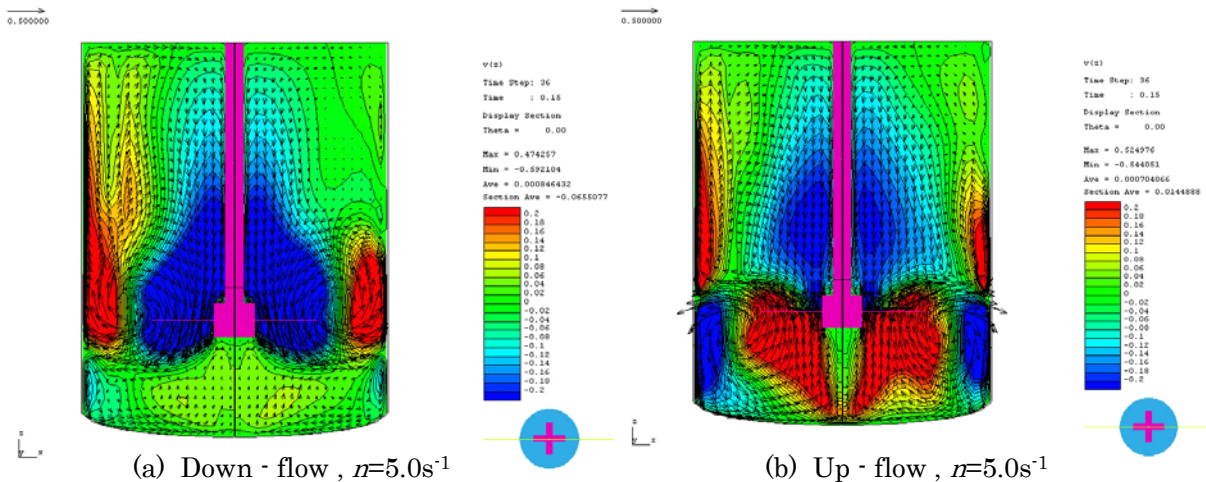 0.500000
v(z)
Time Step: 36
Time : 0.15
Display Section
Theta = 0.00
Max = 0.474257
Min = -0.592104
Ave = 0.000846432
Section Ave = -0.0655077
0.2
0.18
0.16
0.14
0.12
0.1
0.08
0.06
0.04
0.02
0
-0.02
-0.04
-0.06
-0.08
-0.1
-0.12
-0.14
-0.16
-0.18
-0.2
z
y x
(a) Down - flow , n=5.0s⁻¹
0.500000
v(z)
Time Step: 36
Time : 0.15
Display Section
Theta = 0.00
Max = 0.524976
Min = -0.544051
Ave = 0.000704066
Section Ave = 0.0144888
0.2
0.18
0.16
0.14
0.12
0.1
0.08
0.06
0.04
0.02
0
-0.02
-0.04
-0.06
-0.08
-0.1
-0.12
-0.14
-0.16
-0.18
-0.2
x
(b) Up - flow , n=5.0s⁻¹